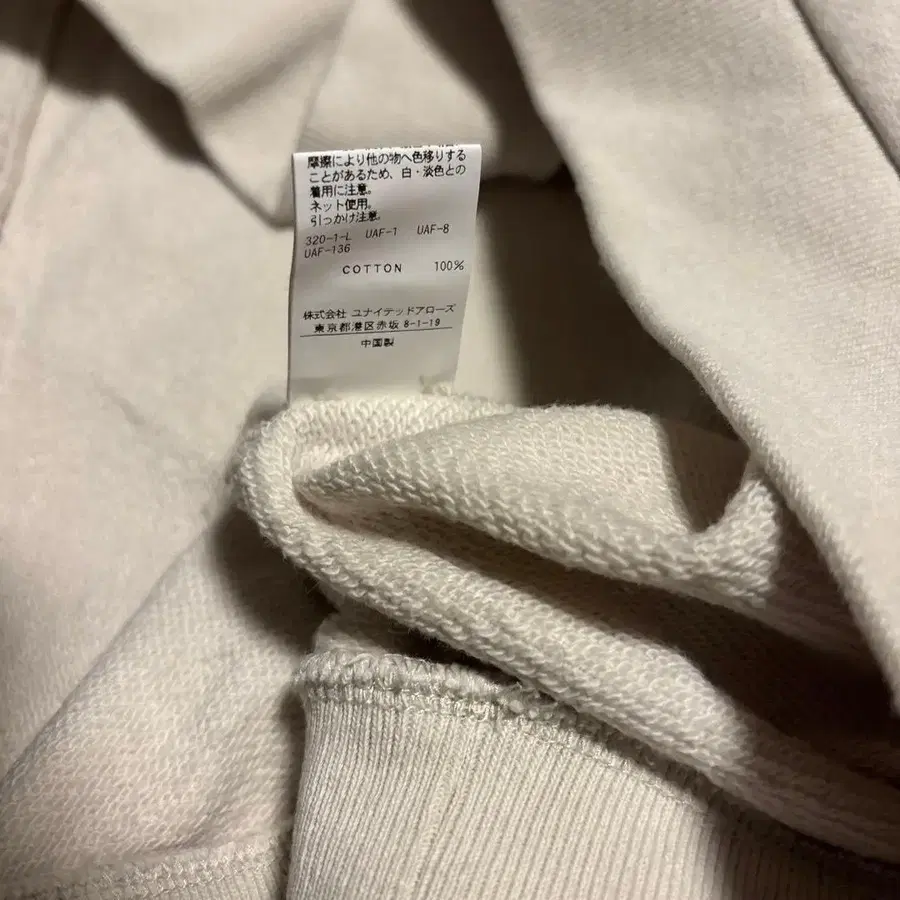 摩擦により他の物へ色移りする
ことがあるため、白・淡色との
着用に注意。
ネット使用。
引っかけ注意。
320-1-L UAF-1 UAF-8
UAF-136
COTTON 100%
株式会社 ユナイテッドアローズ
東京都港区赤坂 8-1-19
中国製